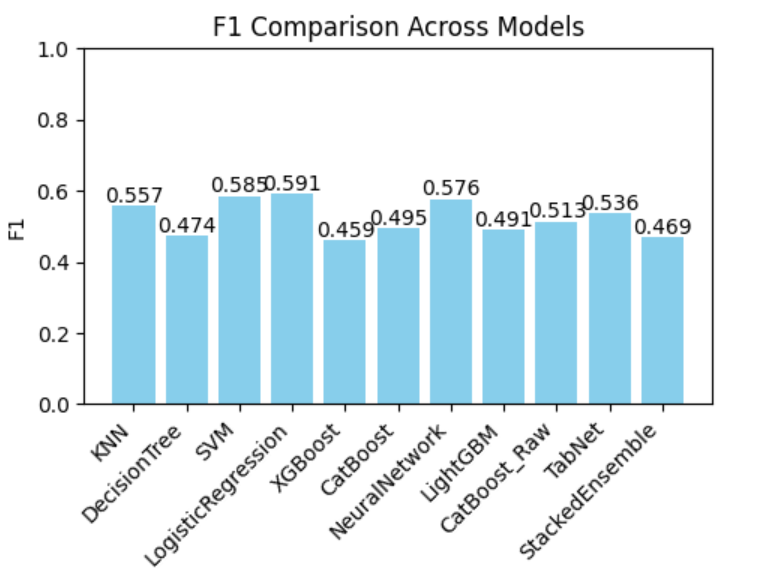 F1 Comparison Across Models
1.0
0.8
0.6
0.4
0.2
0.0
F1
0.557
0.474
0.585
0.591
0.459
0.495
0.576
0.491
0.513
0.536
0.469
KNN
DecisionTree
SVM
LogisticRegression
XGBoost
CatBoost
NeuralNetwork
LightGBM
CatBoost_Raw
TabNet
StackedEnsemble